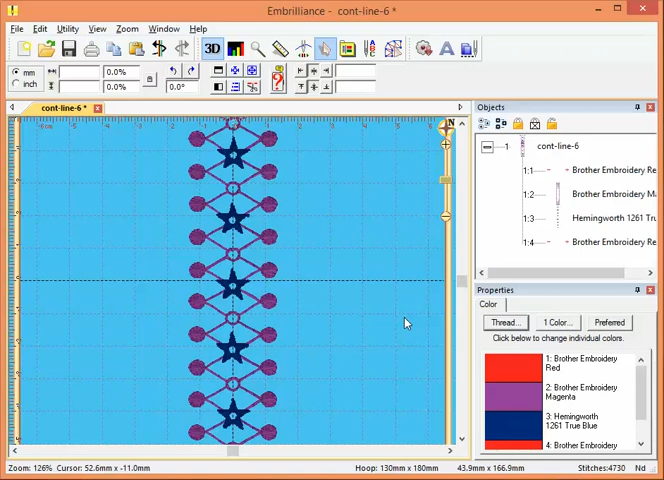 Embrilliance - cont-line-6 *
File Edit Utility View Zoom Window Help
3D
mm
inch
0.0%
0.0%
0.0°
cont-line-6 *
N
Objects
1 cont-line-6
1:1 Brother Embroidery Re
1:2 Brother Embroidery Ma
1:3 Hemingworth 1261 Tru
1:4 Brother Embroidery Re
Properties
Color
Thread...
1 Color...
Preferred
Click below to change individual colors.
1: Brother Embroidery
Red
2: Brother Embroidery
Magenta
3: Hemingworth
1261 True Blue
4: Brother Embroidery
Zoom: 126% Cursor: 52.6mm x -11.0mm Hoop: 130mm x 180mm 43.9mm x 166.9mm Stitches:4730 Nd